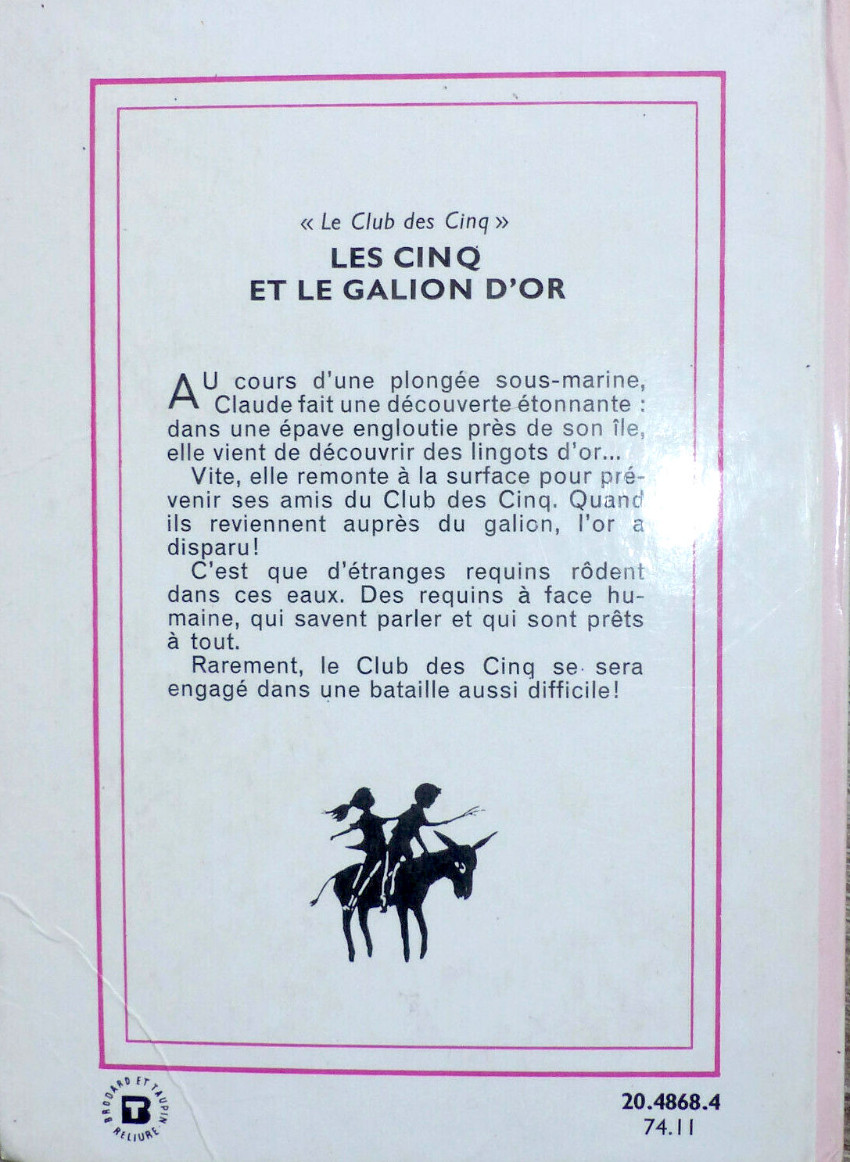 « Le Club des Cinq »
LES CINQ
ET LE GALION D'OR
AU cours d'une plongée sous-marine,
Claude fait une découverte étonnante :
dans une épave engloutie près de son île,
elle vient de découvrir des lingots d'or...
Vite, elle remonte à la surface pour pré-
venir ses amis du Club des Cinq. Quand
ils reviennent auprès du galion, l'or a
disparu!
C'est que d'étranges requins rôdent
dans ces eaux. Des requins à face hu-
maine, qui savent parler et qui sont prêts
à tout.
Rarement, le Club des Cinq se sera
engagé dans une bataille aussi difficile!
BRODARD ET TAUPIN
BT
RELIURE
20.4868.4
74.11